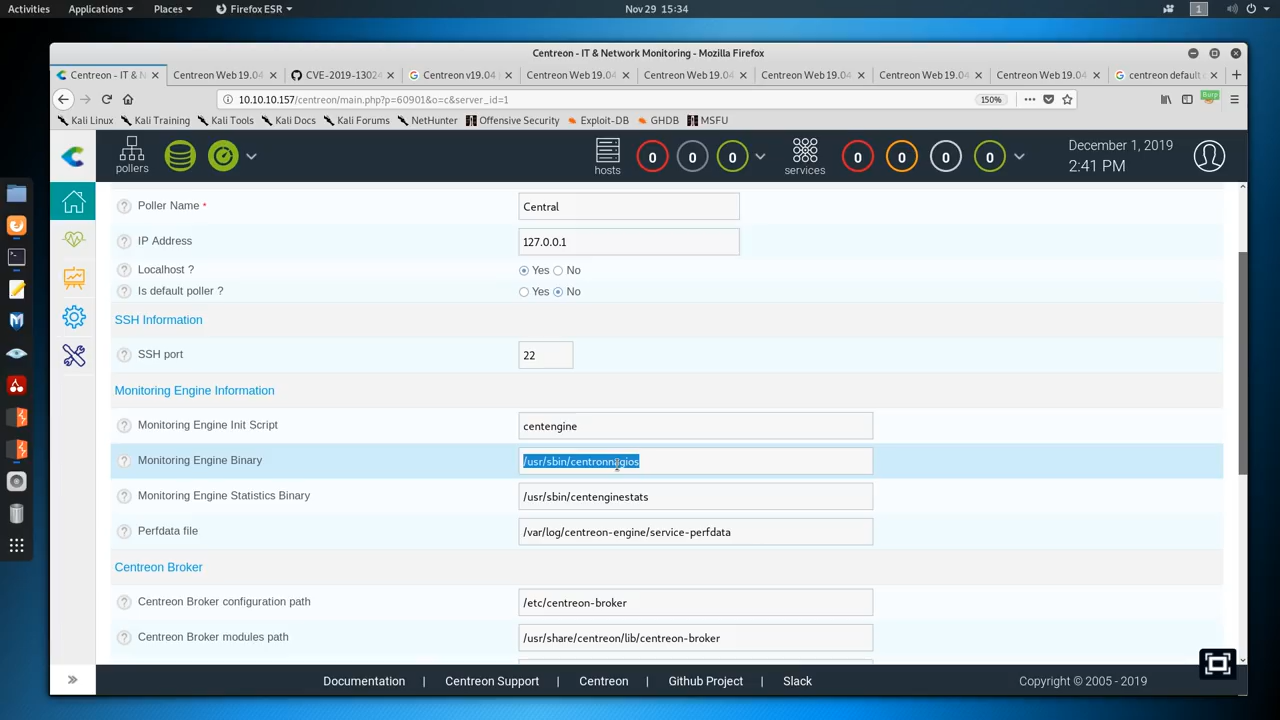 Activities Applications Places Firefox ESR Nov 29 15:34 1
Centreon - IT & Network Monitoring - Mozilla Firefox
Centreon - IT & N Centreon Web 19.04 CVE-2019-1302 Centreon v19.04 Centreon Web 19.04 Centreon Web 19.04 Centreon Web 19.04 Centreon Web 19.04 Centreon Web 19.04 centreon default c
10.10.10.157/centreon/main.php?p=60901&o=c&server_id=1 150% Burp
Kali Linux Kali Training Kali Tools Kali Docs Kali Forums NetHunter Offensive Security Exploit-DB GHDB MSFU
pollers hosts 0 0 0 services 0 0 0 0 December 1, 2019
2:41 PM
Poller Name * Central
IP Address 127.0.0.1
Localhost ? Yes No
Is default poller ? Yes No
SSH Information
SSH port 22
Monitoring Engine Information
Monitoring Engine Init Script centengine
Monitoring Engine Binary /usr/sbin/centronnagios
Monitoring Engine Statistics Binary /usr/sbin/centenginestats
Perfdata file /var/log/centreon-engine/service-perfdata
Centreon Broker
Centreon Broker configuration path /etc/centreon-broker
Centreon Broker modules path /usr/share/centreon/lib/centreon-broker
Documentation | Centreon Support | Centreon | Github Project | Slack Copyright © 2005 - 2019